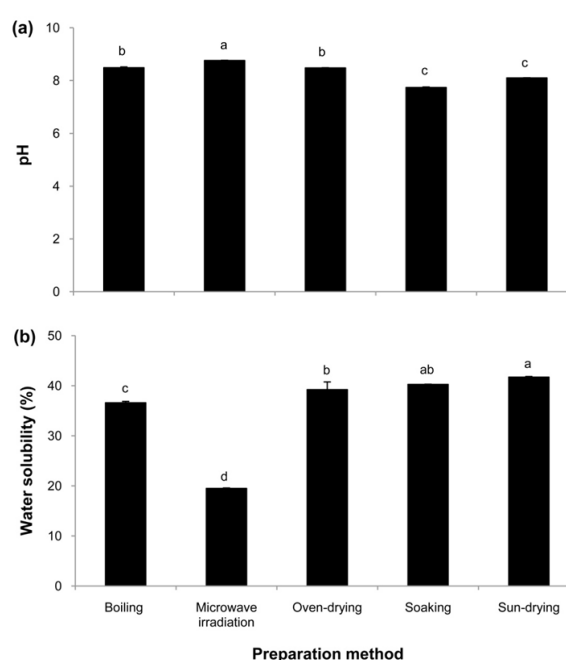 (a)
10
8
6
4
2
0
pH
b
a
b
c
c
(b)
50
40
30
20
10
0
Water solubility (%)
c
d
b
ab
a
Boiling
Microwave
irradiation
Oven-drying
Soaking
Sun-drying
Preparation method